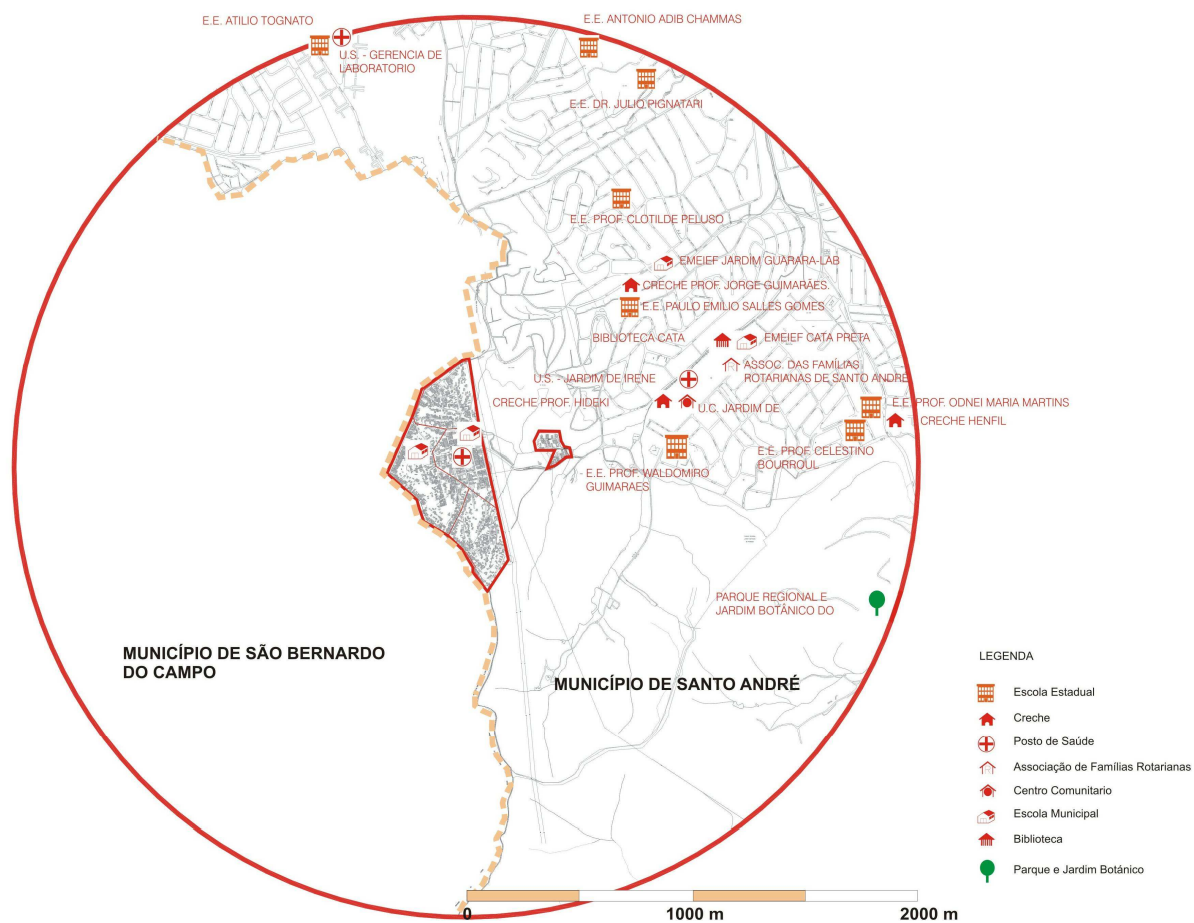 E.E. ATILIO TOGNATO
E.E. ANTONIO ADIB CHAMMAS
U.S. - GERENCIA DE
LABORATORIO
E.E. DR. JULIO PIGNATARI
E.E. PROF. CLOTILDE PELUSO
EMEIEF JARDIM GUARARA-LAB
CRECHE PROF. JORGE GUIMARÃES.
E.E. PAULO EMILIO SALLES GOMES
BIBLIOTECA CATA
EMEIEF CATA PRETA
ASSOC. DAS FAMÍLIAS
ROTARIANAS DE SANTO ANDRÉ
U.S. - JARDIM DE IRENE
CRECHE PROF. HIDEKI
U.C. JARDIM DE
E.E. PROF. ODNEI MARIA MARTINS
CRECHE HENFIL
E.E. PROF. CELESTINO
BOURROUL
E.E. PROF. WALDOMIRO
GUIMARAES
PARQUE REGIONAL E
JARDIM BOTÂNICO DO
MUNICÍPIO DE SÃO BERNARDO
DO CAMPO
MUNICÍPIO DE SANTO ANDRÉ
LEGENDA
Escola Estadual
Creche
Posto de Saúde
Associação de Famílias Rotarianas
Centro Comunitario
Escola Municipal
Biblioteca
Parque e Jardim Botánico
0
1000 m
2000 m